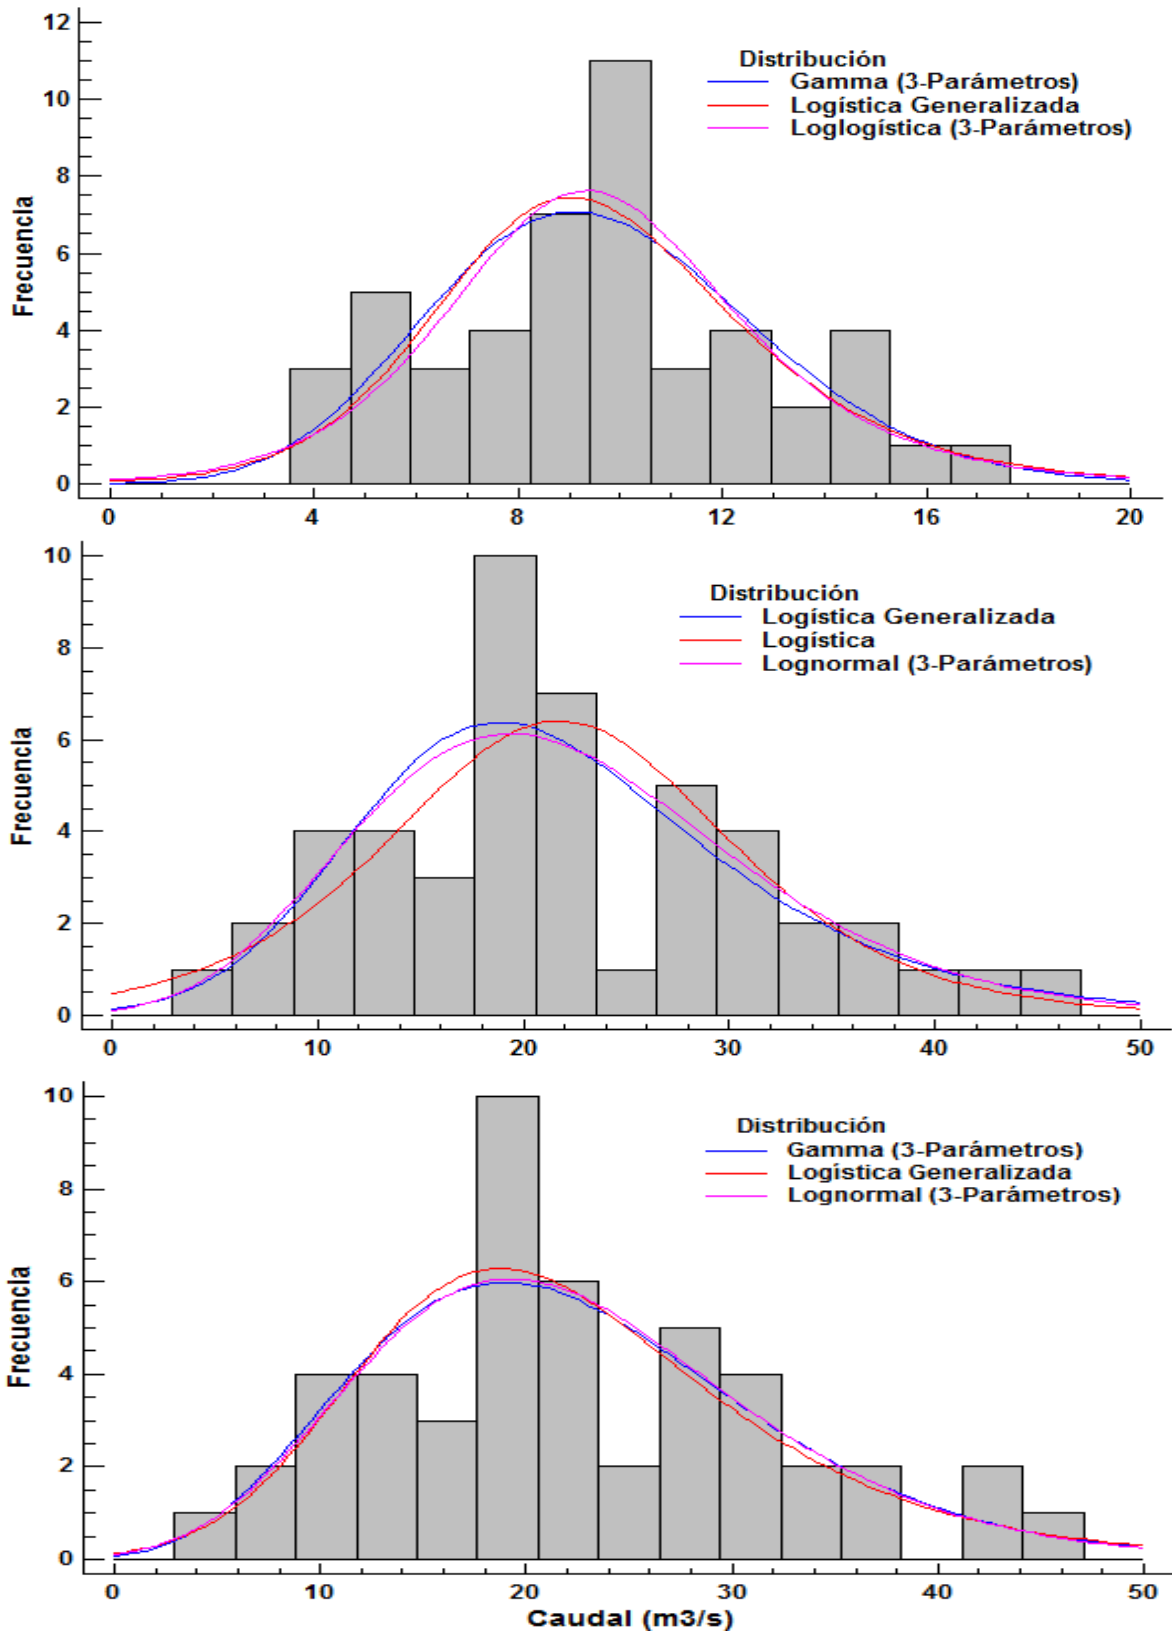 12
10
8
6
4
2
0
Frecuencia
Distribución
Gamma (3-Parámetros)
Logística Generalizada
Loglogística (3-Parámetros)
0 4 8 12 16 20
10
8
6
4
2
0
Frecuencia
Distribución
Logística Generalizada
Logística
Lognormal (3-Parámetros)
0 10 20 30 40 50
10
8
6
4
2
0
Frecuencia
Distribución
Gamma (3-Parámetros)
Logística Generalizada
Lognormal (3-Parámetros)
0 10 20 30 40 50
Caudal (m3/s)